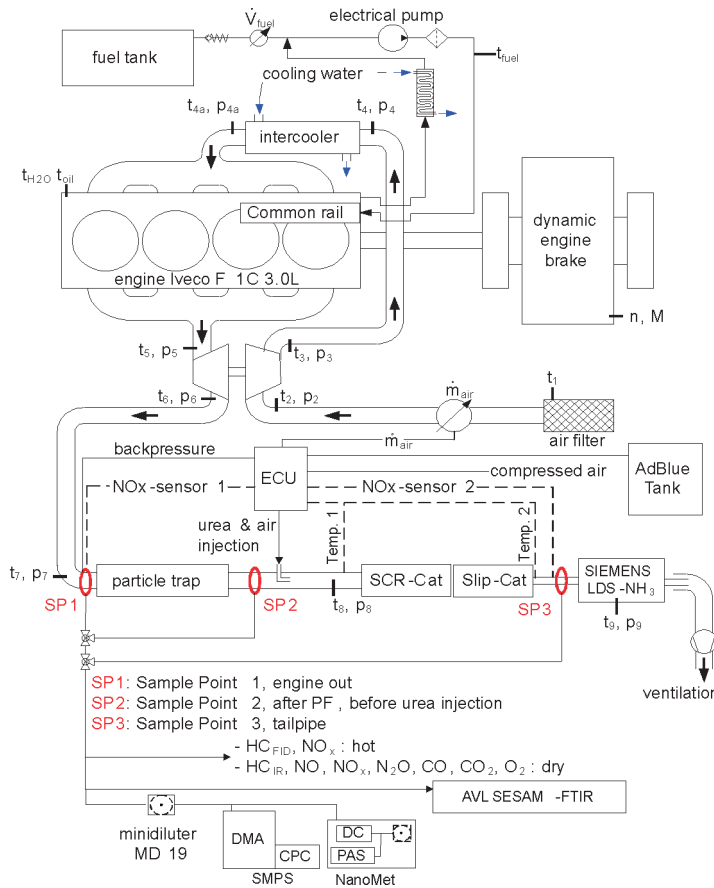 V̇fuel
electrical pump
fuel tank
tfuel
cooling water
t4a, p4a
t4, p4
intercooler
tH2O toil
Common rail
dynamic
engine
brake
engine Iveco F 1C 3.0L
n, M
t5, p5
t3, p3
t6, p6
t2, p2
ṁair
t1
air filter
backpressure
ṁair
ECU
compressed air
AdBlue
Tank
NOx-sensor 1
NOx-sensor 2
urea & air
injection
Temp. 1
Temp. 2
t7, p7
particle trap
SCR-Cat
Slip-Cat
SIEMENS
LDS-NH3
SP1
SP2
t8, p8
SP3
t9, p9
SP1: Sample Point 1, engine out
SP2: Sample Point 2, after PF, before urea injection
SP3: Sample Point 3, tailpipe
ventilation
- HCFID, NOx : hot
- HCIR, NO, NOx, N2O, CO, CO2, O2 : dry
AVL SESAM -FTIR
minidiluter
MD 19
DMA
CPC
SMPS
DC
PAS
NanoMet